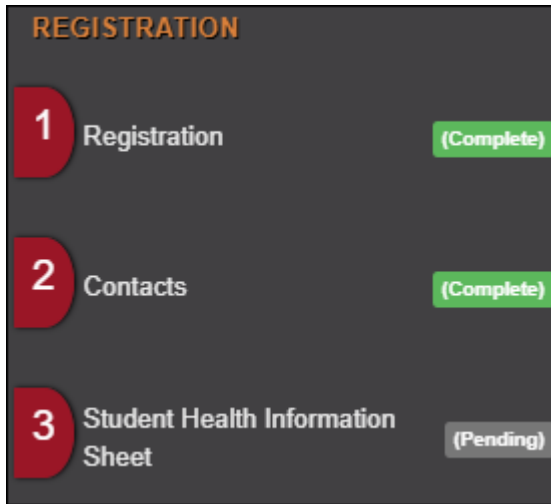 REGISTRATION
1 Registration (Complete)
2 Contacts (Complete)
3 Student Health Information
Sheet (Pending)